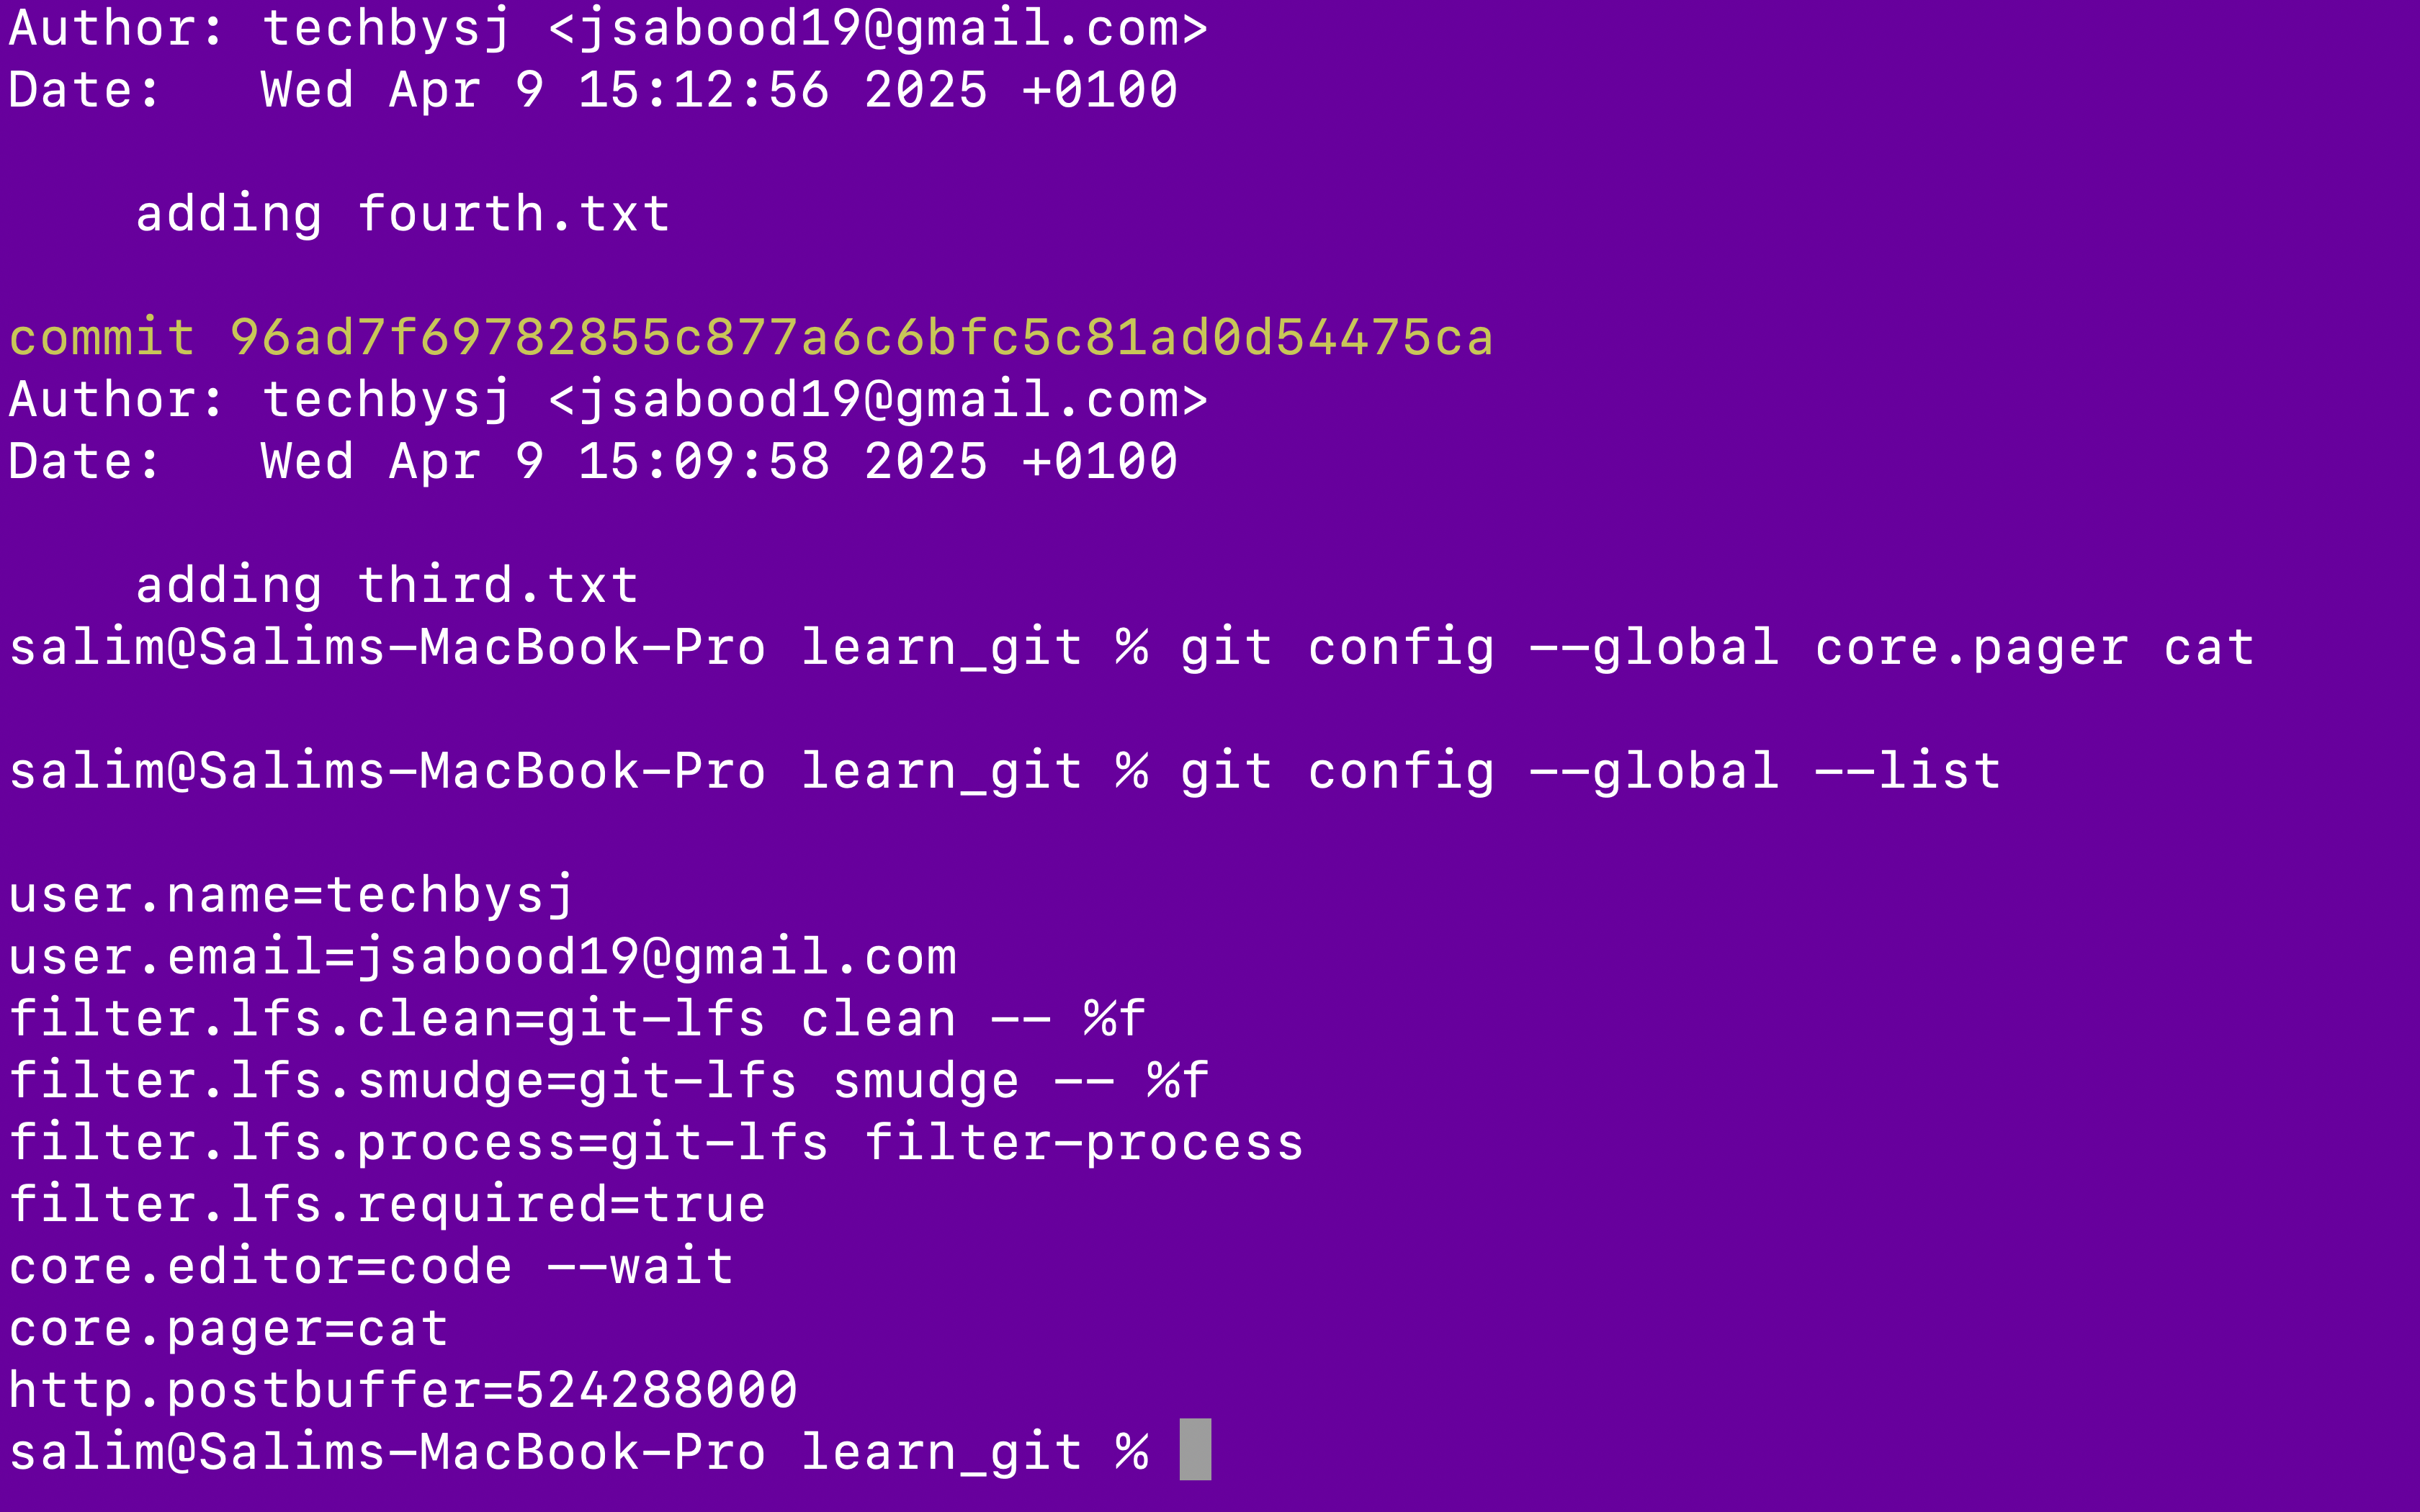 Author: techbysj <jsabood19@gmail.com>
Date:   Wed Apr 9 15:12:56 2025 +0100
    adding fourth.txt
commit 96ad7f69782855c877a6c6bfc5c81ad0d54475ca
Author: techbysj <jsabood19@gmail.com>
Date:   Wed Apr 9 15:09:58 2025 +0100
    adding third.txt
salim@Salims-MacBook-Pro learn_git % git config --global core.pager cat
salim@Salims-MacBook-Pro learn_git % git config --global --list
user.name=techbysj
user.email=jsabood19@gmail.com
filter.lfs.clean=git-lfs clean -- %f
filter.lfs.smudge=git-lfs smudge -- %f
filter.lfs.process=git-lfs filter-process
filter.lfs.required=true
core.editor=code --wait
core.pager=cat
http.postbuffer=524288000
salim@Salims-MacBook-Pro learn_git %